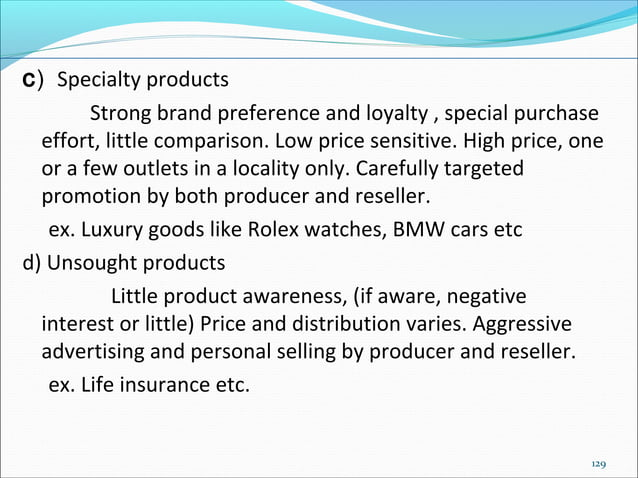 c) Specialty products
Strong brand preference and loyalty , special purchase
effort, little comparison. Low price sensitive. High price, one
or a few outlets in a locality only. Carefully targeted
promotion by both producer and reseller.
ex. Luxury goods like Rolex watches, BMW cars etc
d) Unsought products
Little product awareness, (if aware, negative
interest or little) Price and distribution varies. Aggressive
advertising and personal selling by producer and reseller.
ex. Life insurance etc.
129